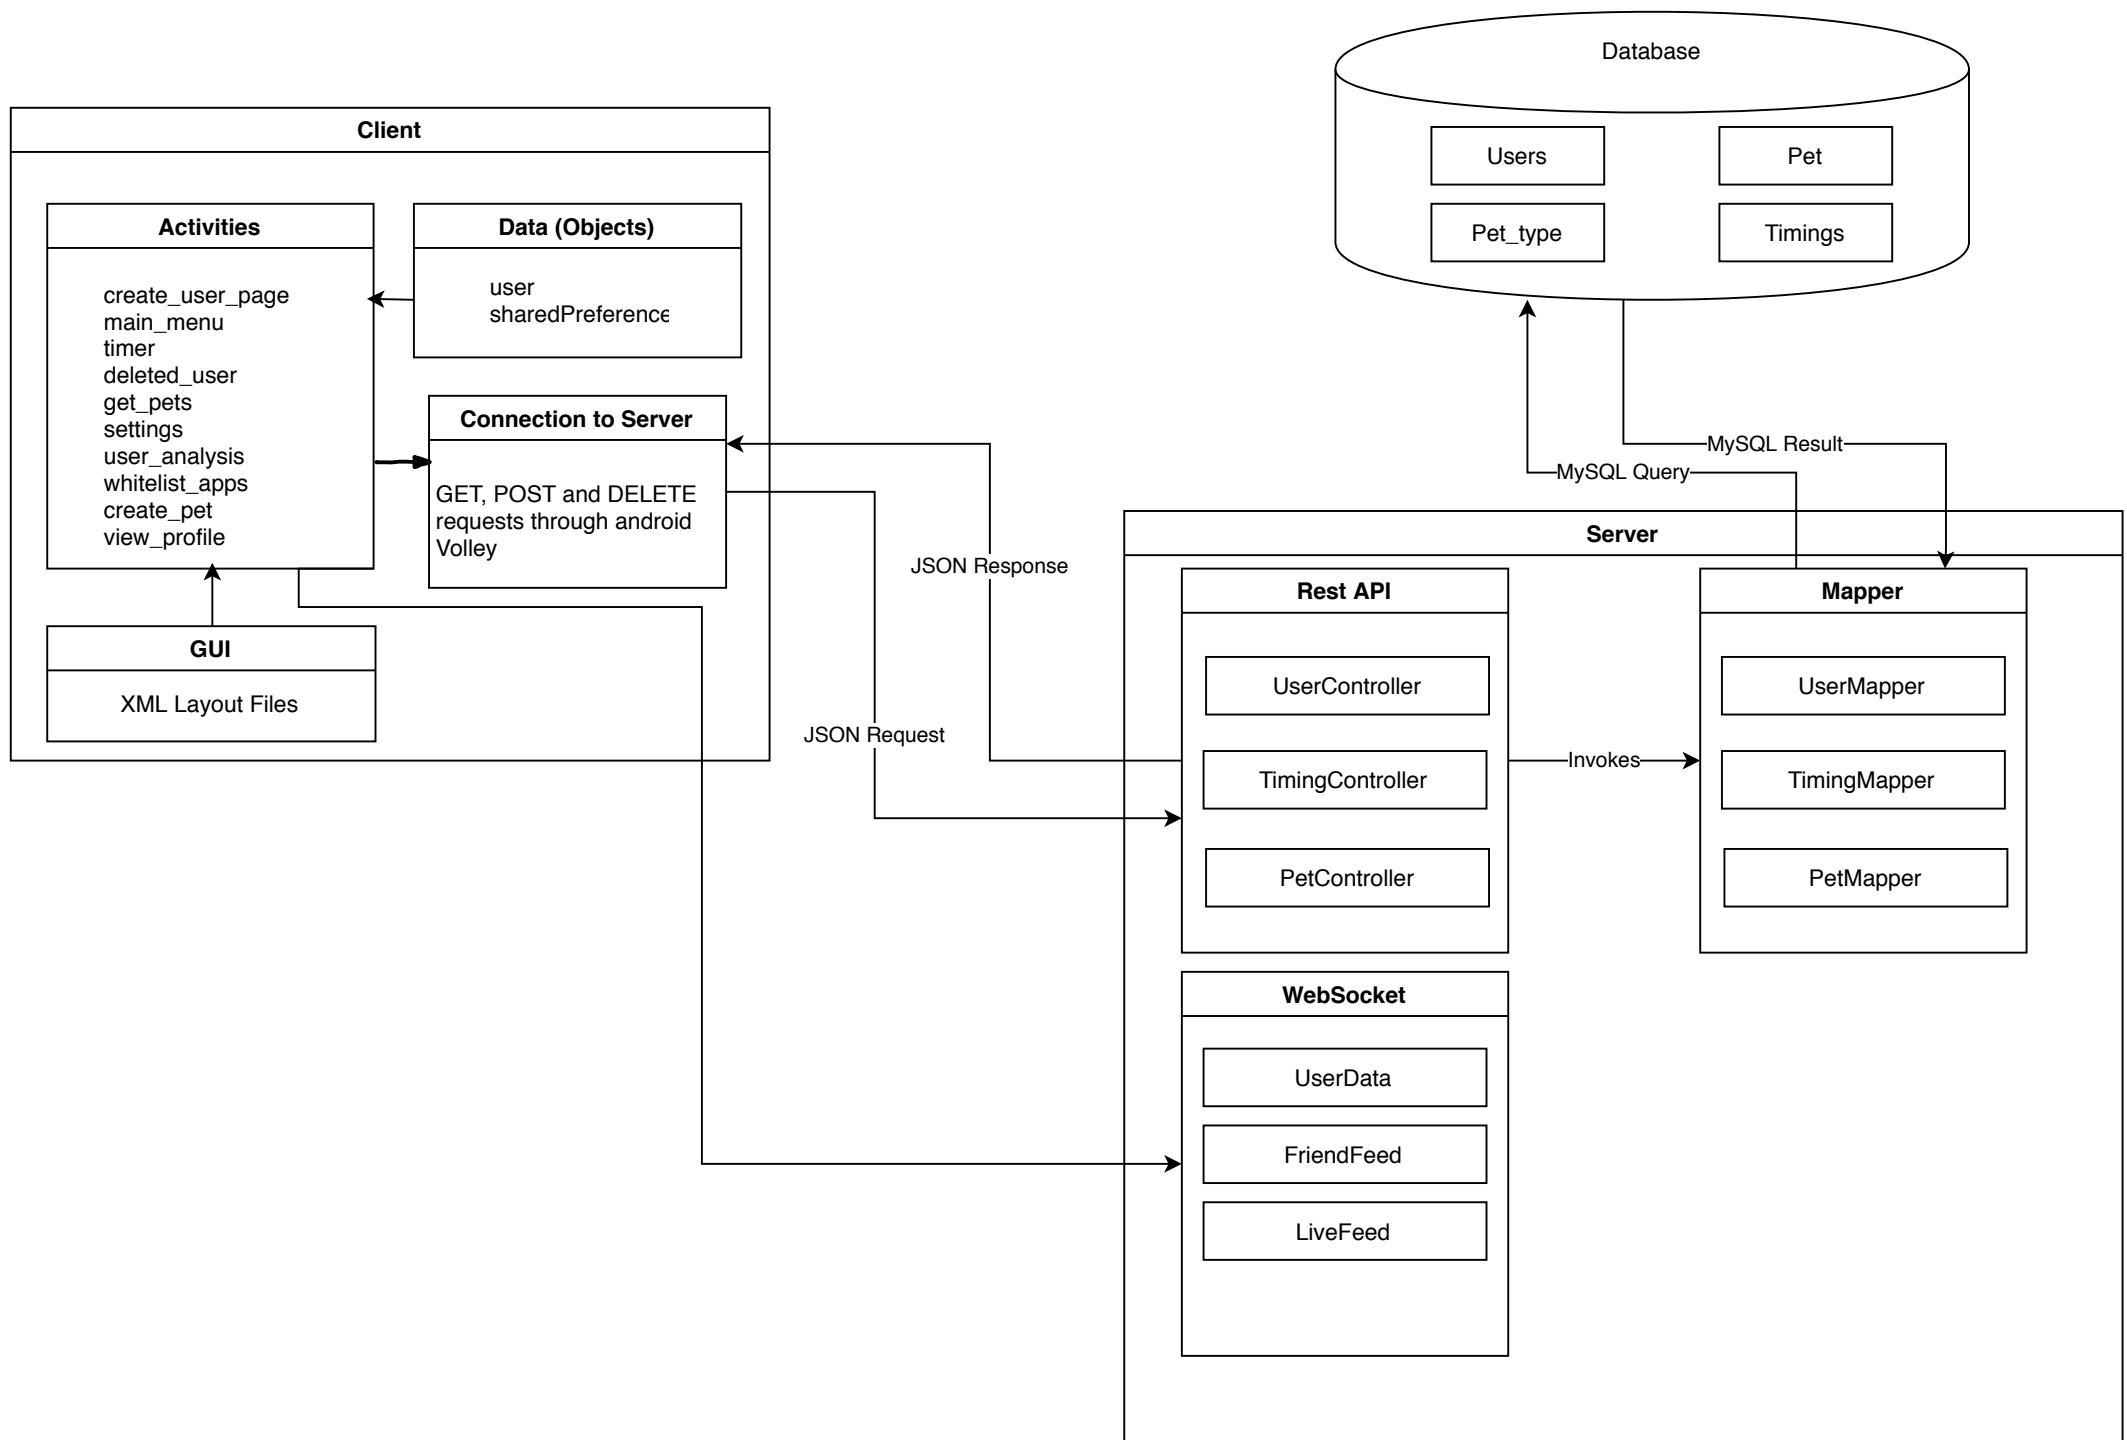 Database
Users
Pet
Pet_type
Timings
Client
Activities
create_user_page
main_menu
timer
deleted_user
get_pets
settings
user_analysis
whitelist_apps
create_pet
view_profile
Data (Objects)
user
sharedPreference
Connection to Server
GET, POST and DELETE
requests through android
Volley
GUI
XML Layout Files
JSON Response
JSON Request
MySQL Result
MySQL Query
Server
Rest API
UserController
TimingController
PetController
Invokes
Mapper
UserMapper
TimingMapper
PetMapper
WebSocket
UserData
FriendFeed
LiveFeed